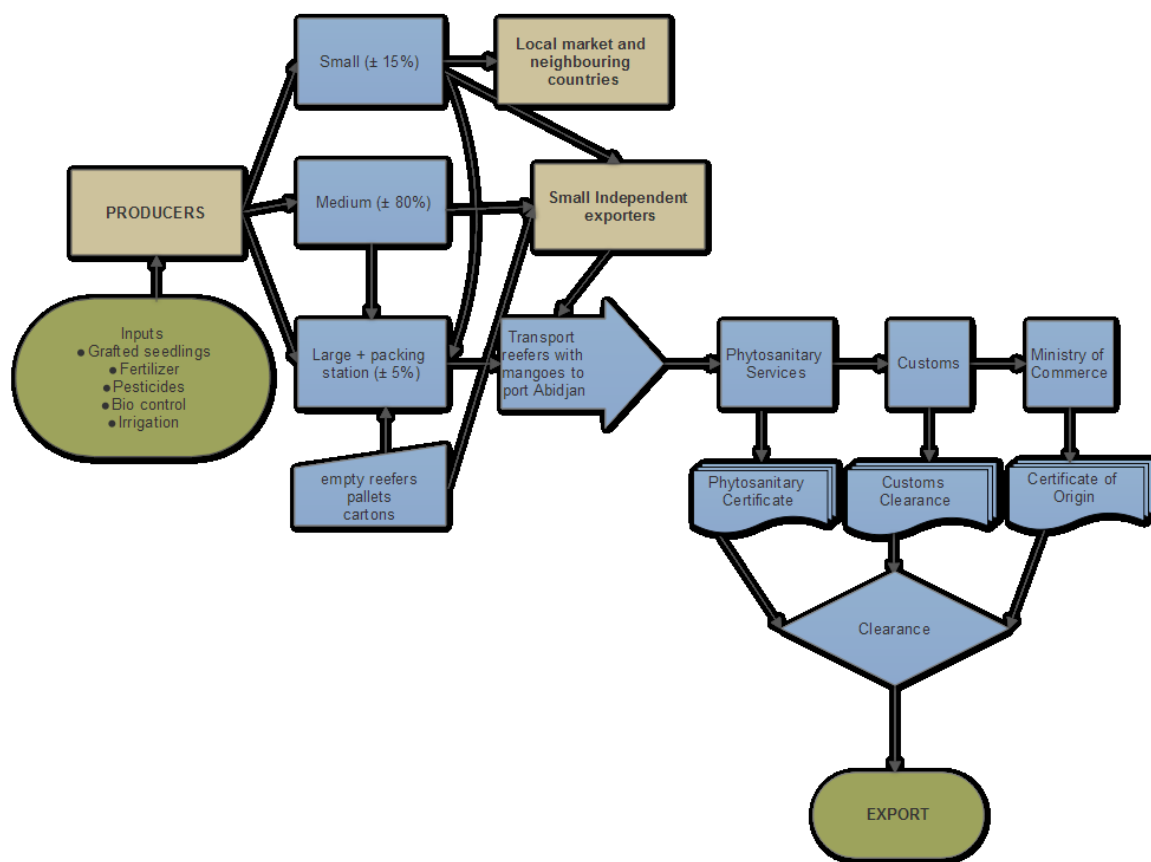 Small (± 15%)
Local market and
neighbouring
countries
PRODUCERS
Medium (± 80%)
Small Independent
exporters
Inputs
● Grafted seedlings
● Fertilizer
● Pesticides
● Bio control
● Irrigation
Large + packing
station (± 5%)
Transport
reefers with
mangoes to
port Abidjan
Phytosanitary
Services
Customs
Ministry of
Commerce
empty reefers
pallets
cartons
Phytosanitary
Certificate
Customs
Clearance
Certificate of
Origin
Clearance
EXPORT